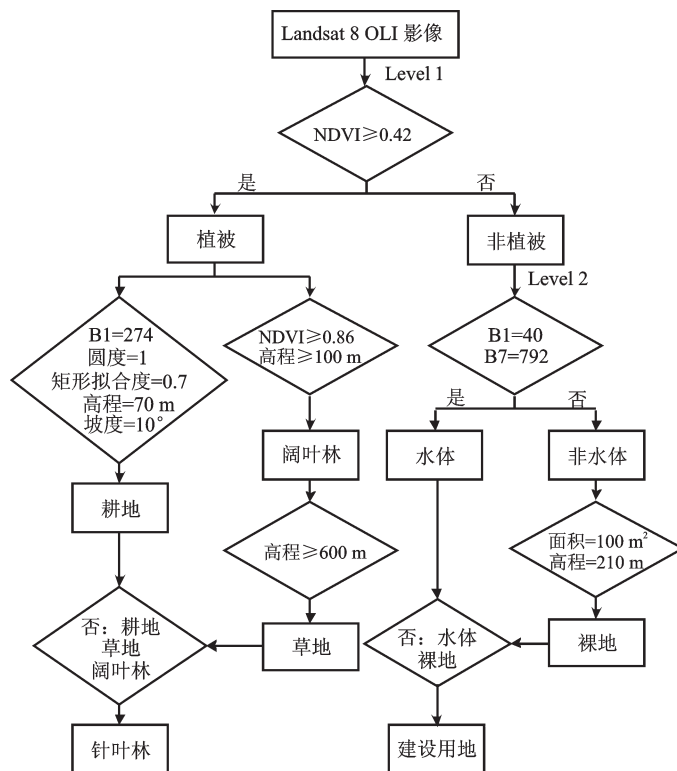 Landsat 8 OLI 影像
Level 1
NDVI≥0.42
是
否
植被
非植被
Level 2
B1=274
圆度=1
矩形拟合度=0.7
高程=70 m
坡度=10°
NDVI≥0.86
高程≥100 m
B1=40
B7=792
是
否
阔叶林
水体
非水体
耕地
高程≥600 m
面积=100 m²
高程=210 m
否：耕地
草地
阔叶林
草地
否：水体
裸地
裸地
针叶林
建设用地